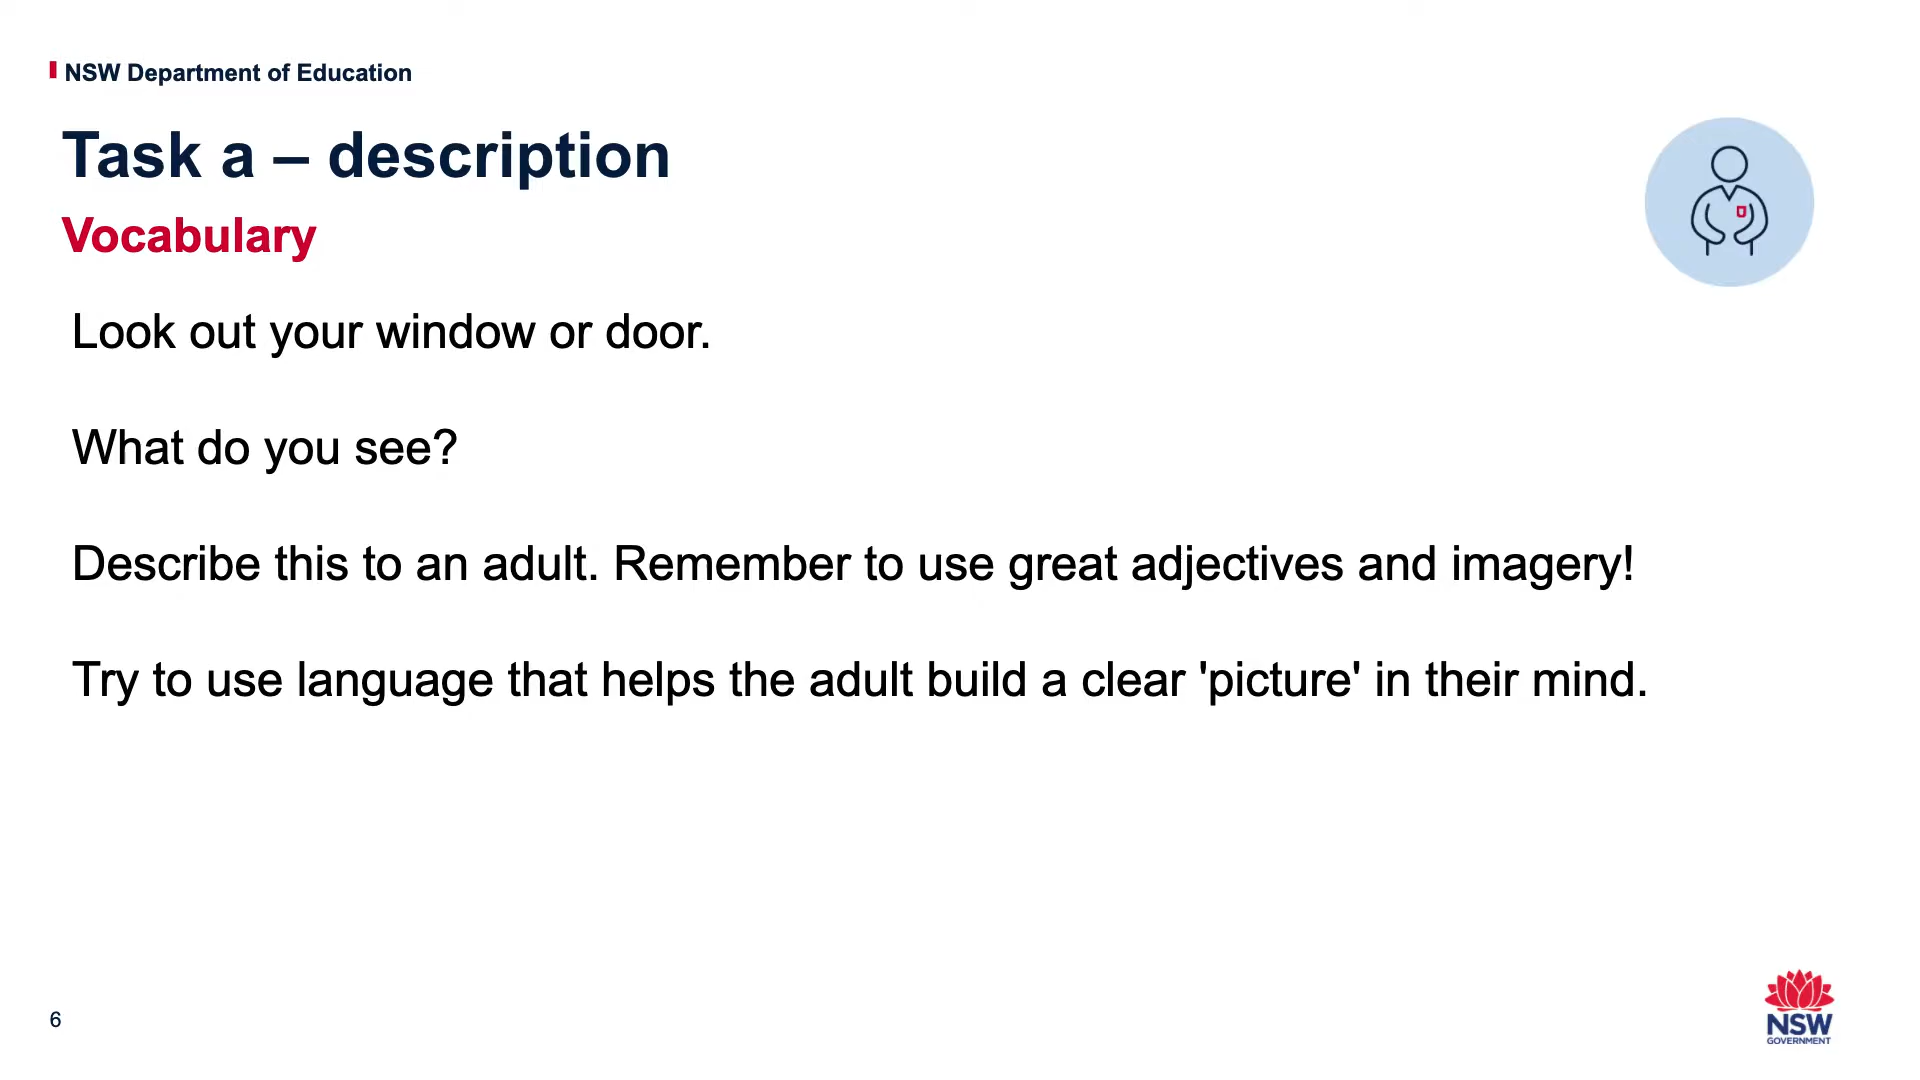 NSW Department of Education
Task a – description
Vocabulary
Look out your window or door.
What do you see?
Describe this to an adult. Remember to use great adjectives and imagery!
Try to use language that helps the adult build a clear 'picture' in their mind.
6
NSW
GOVERNMENT